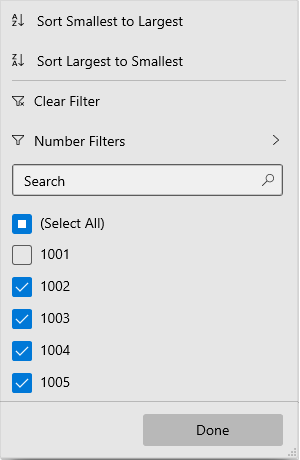 Sort Smallest to Largest
Sort Largest to Smallest
Clear Filter
Number Filters
Search
(Select All)
1001
1002
1003
1004
1005
Done